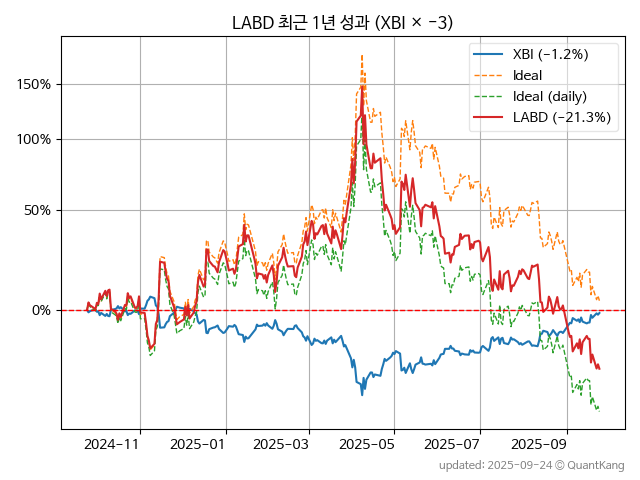 LABD 최근 1년 성과 (XBI × −3)
XBI (−1.2%)
Ideal
Ideal (daily)
LABD (−21.3%)
150%
100%
50%
0%
2024-11
2025-01
2025-03
2025-05
2025-07
2025-09
updated: 2025-09-24 © QuantKang